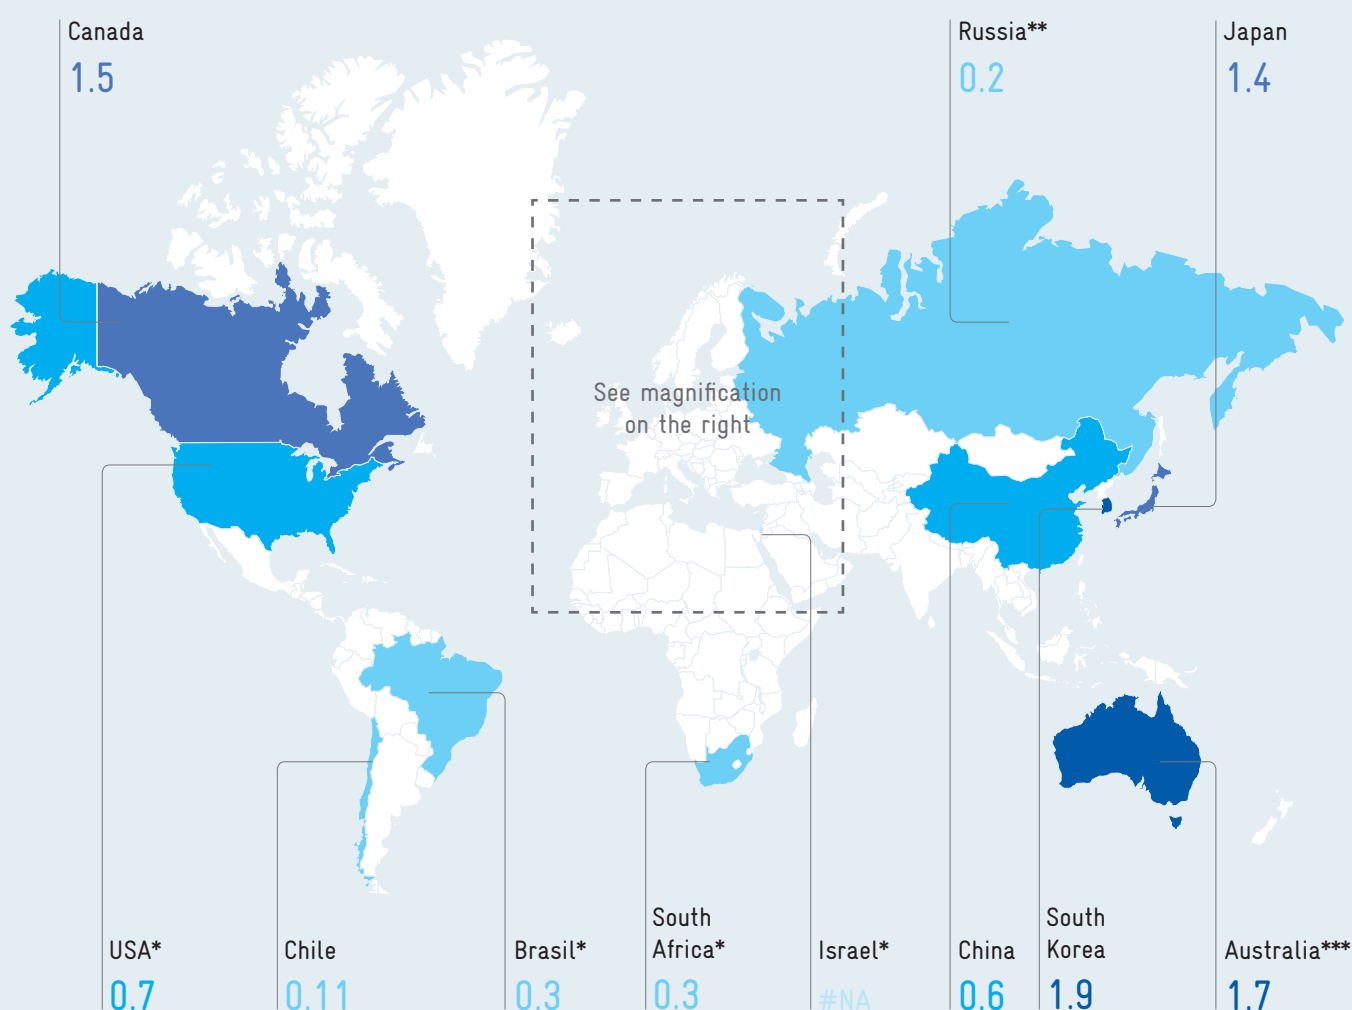 Canada
1.5
Russia**
0.2
Japan
1.4
See magnification
on the right
USA*
0.7
Chile
0.11
Brasil*
0.3
South
Africa*
0.3
Israel*
#NA
China
0.6
South
Korea
1.9
Australia***
1.7